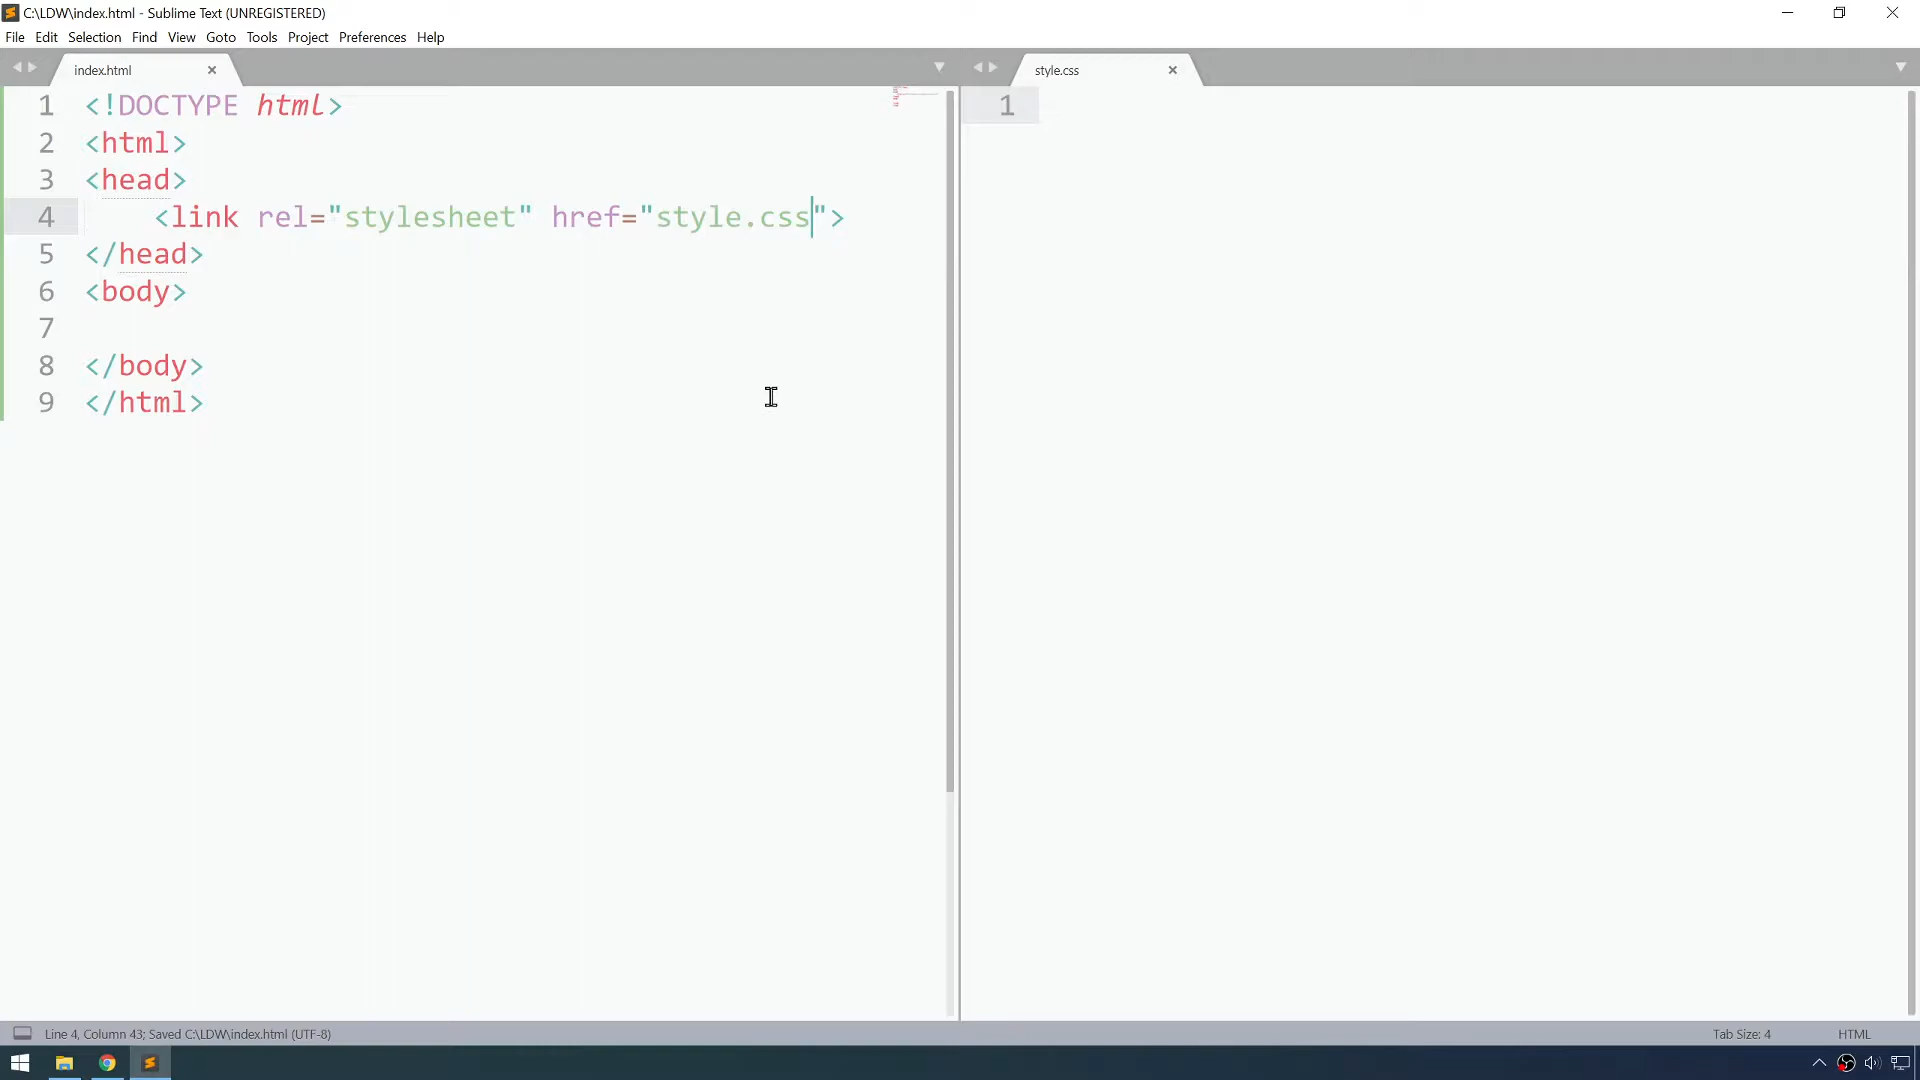 C:\LDW\index.html - Sublime Text (UNREGISTERED)
File Edit Selection Find View Goto Tools Project Preferences Help
index.html
style.css
1 <!DOCTYPE html>
2 <html>
3 <head>
4 <link rel="stylesheet" href="style.css">
5 </head>
6 <body>
7
8 </body>
9 </html>
1
Line 4, Column 43; Saved C:\LDW\index.html (UTF-8)
Tab Size: 4
HTML